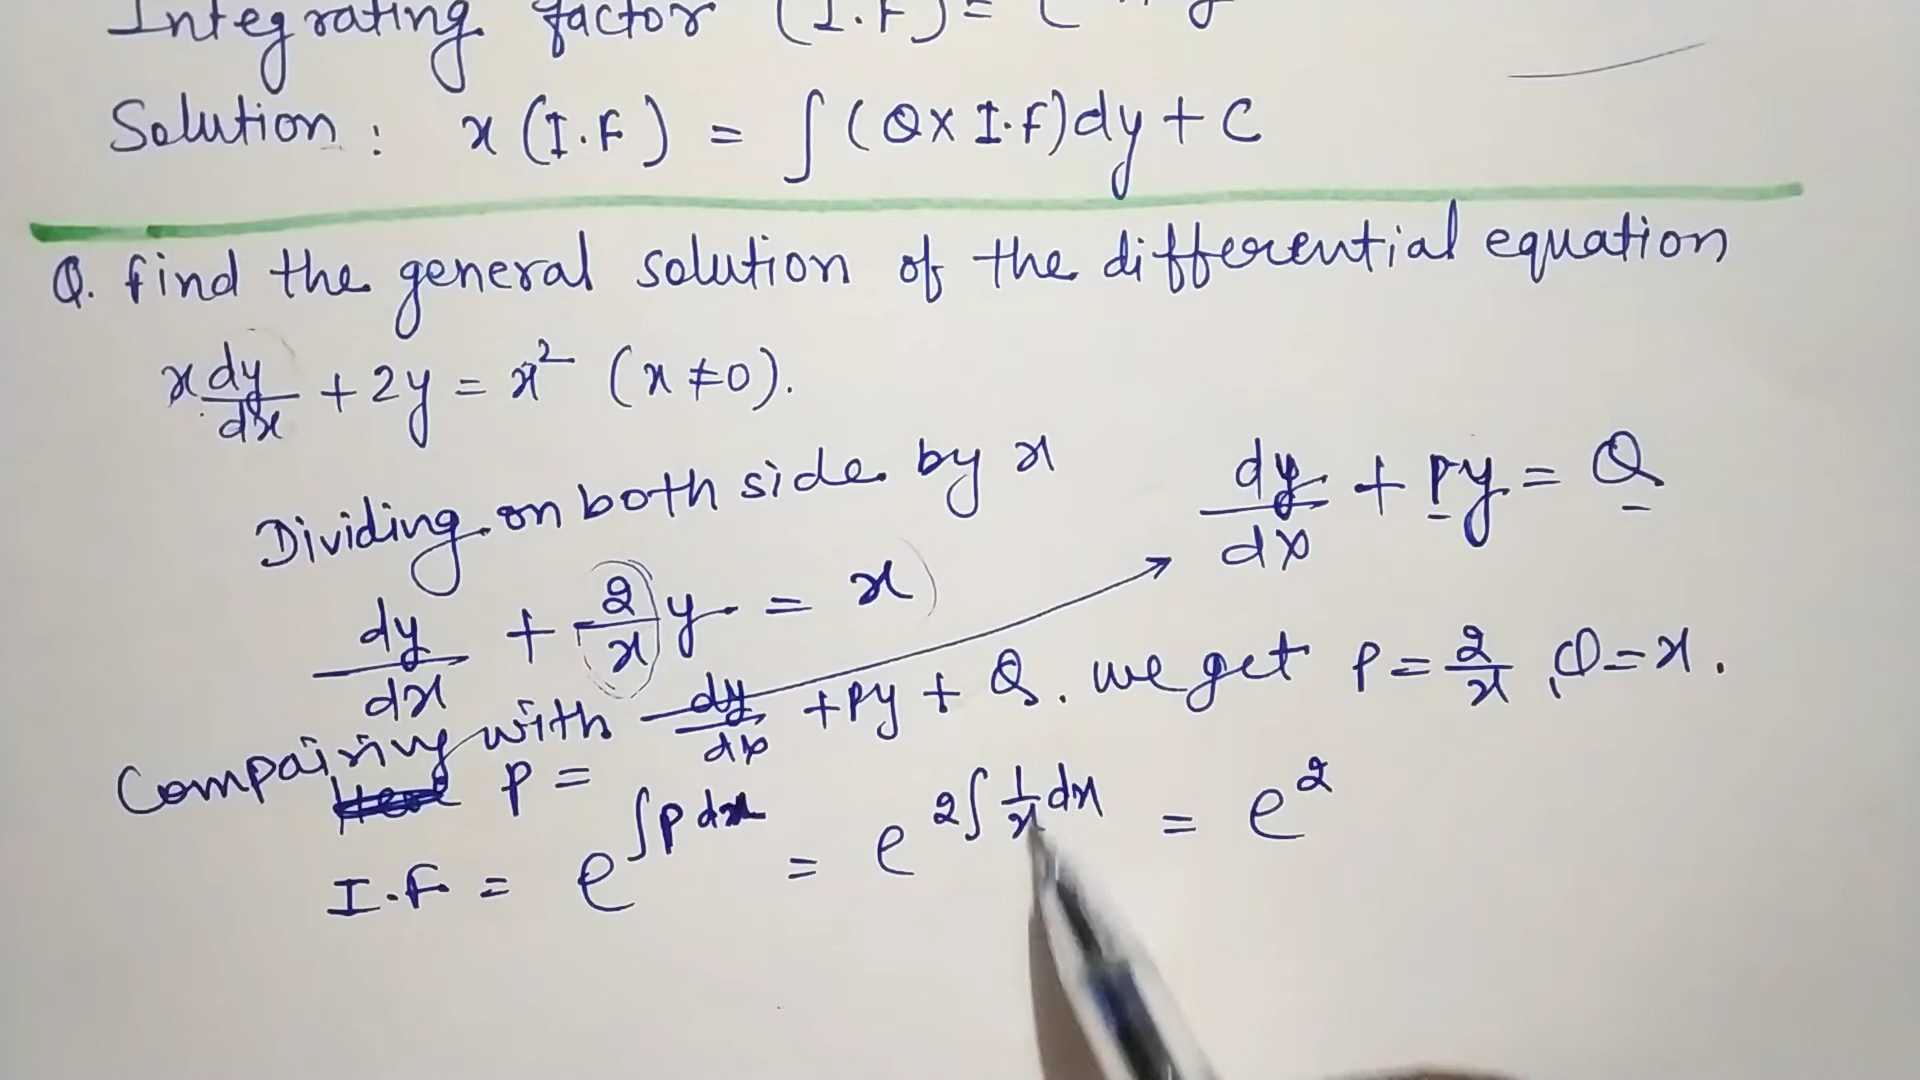 Integrating factor (I.F) =
Solution : x (I.F) = ∫(Q×I.F)dy + C
Q. find the general solution of the differential equation
x dy/dx + 2y = x² (x ≠ 0).
Dividing on both side by x
dy/dx + Py = Q
dy/dx + 2/x y = x
Compairing with dy/dx + Py + Q. we get P = 2/x, Q = x.
P =
I.F = e^∫P dx = e^2∫1/x dx = e^2